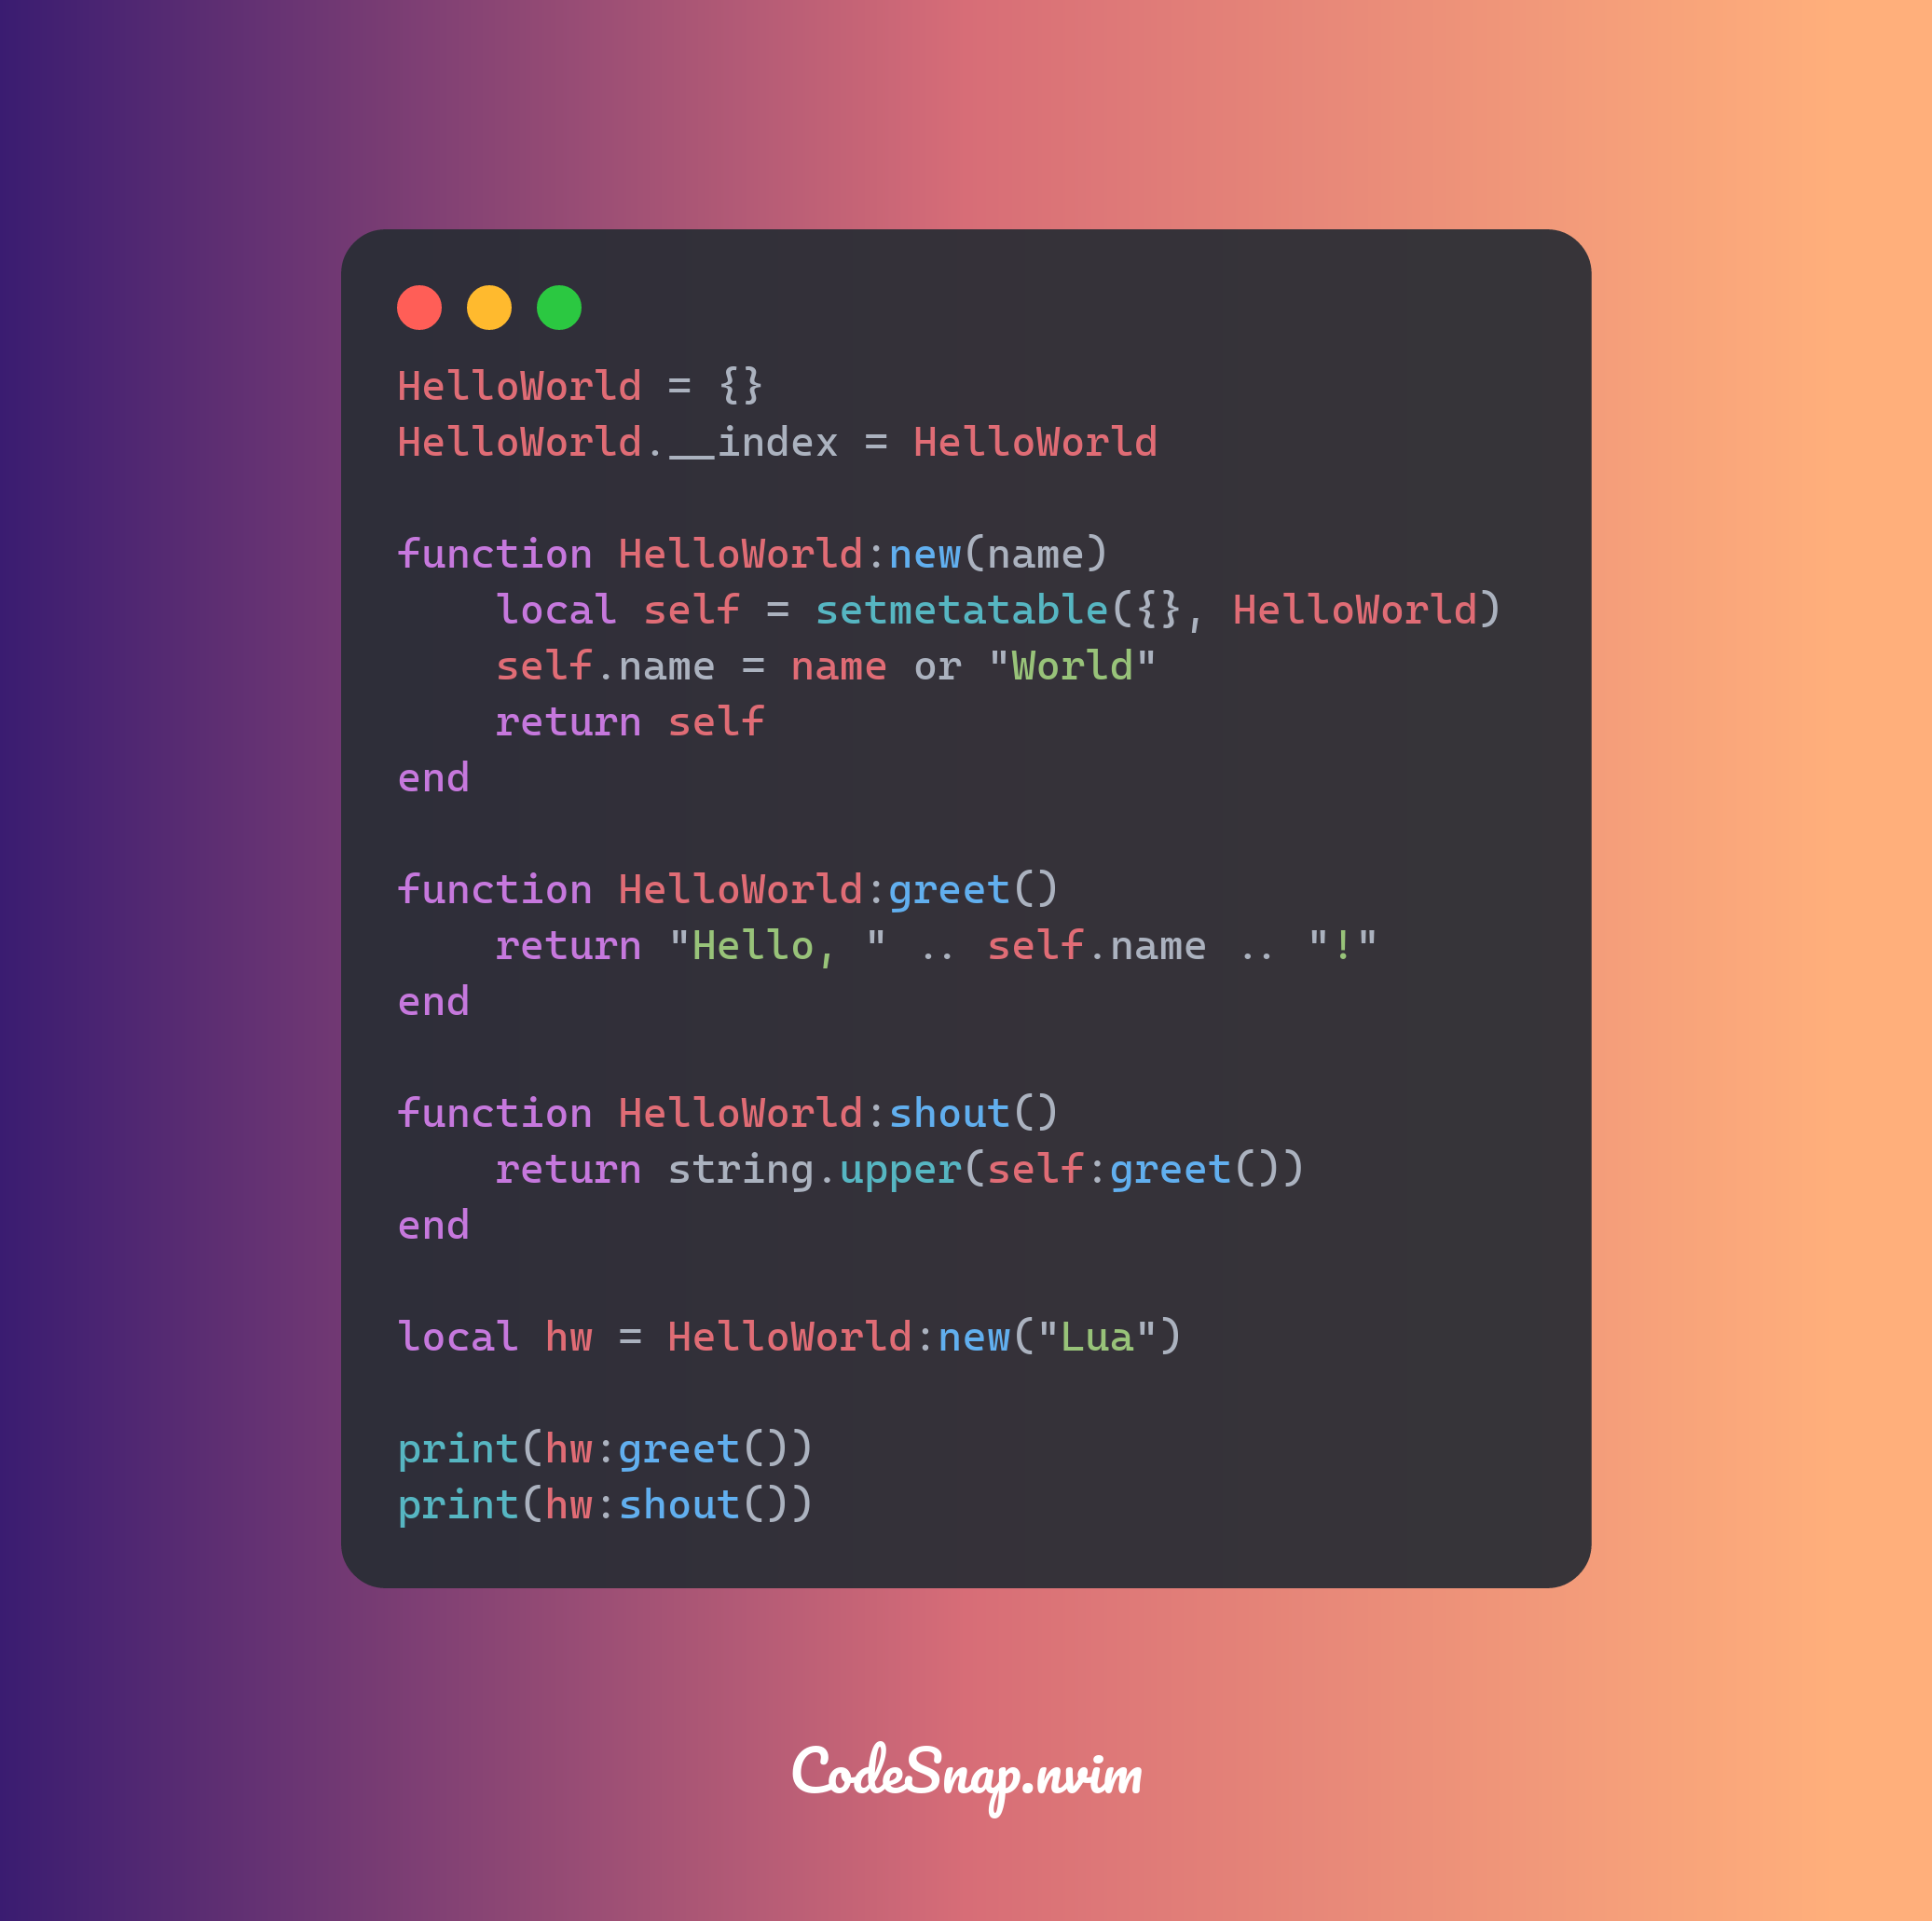 HelloWorld = {}
HelloWorld.__index = HelloWorld

function HelloWorld:new(name)
    local self = setmetatable({}, HelloWorld)
    self.name = name or "World"
    return self
end

function HelloWorld:greet()
    return "Hello, " .. self.name .. "!"
end

function HelloWorld:shout()
    return string.upper(self:greet())
end

local hw = HelloWorld:new("Lua")

print(hw:greet())
print(hw:shout())
CodeSnap.nvim